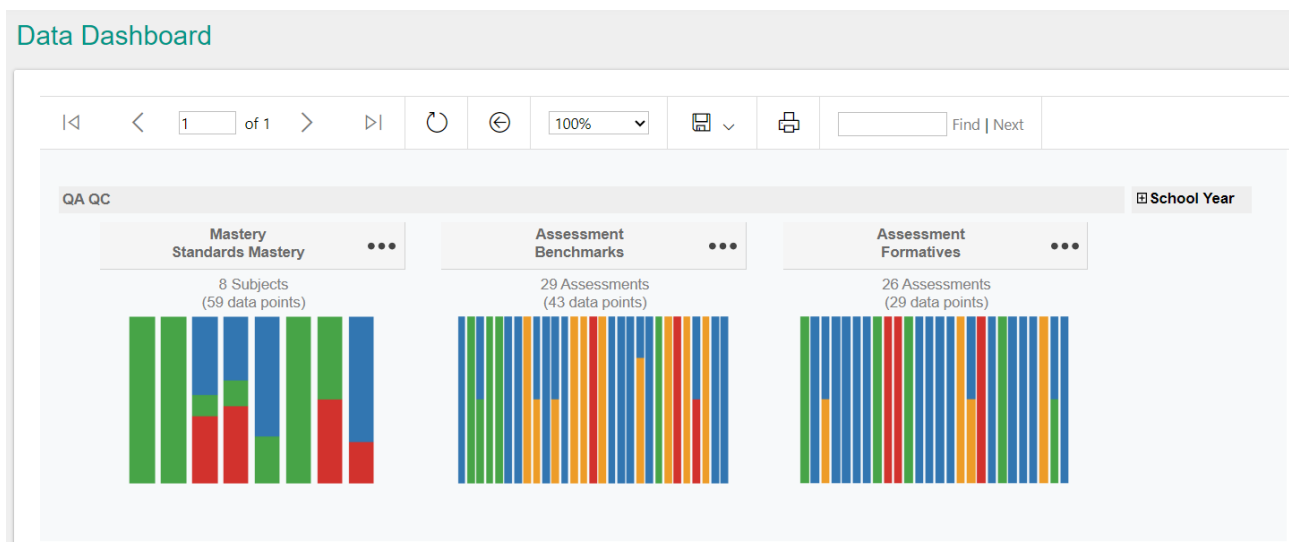 Data Dashboard
1 of 1 100% Find | Next
QA QC School Year
Mastery
Standards Mastery
8 Subjects
(59 data points)
Assessment
Benchmarks
29 Assessments
(43 data points)
Assessment
Formatives
26 Assessments
(29 data points)